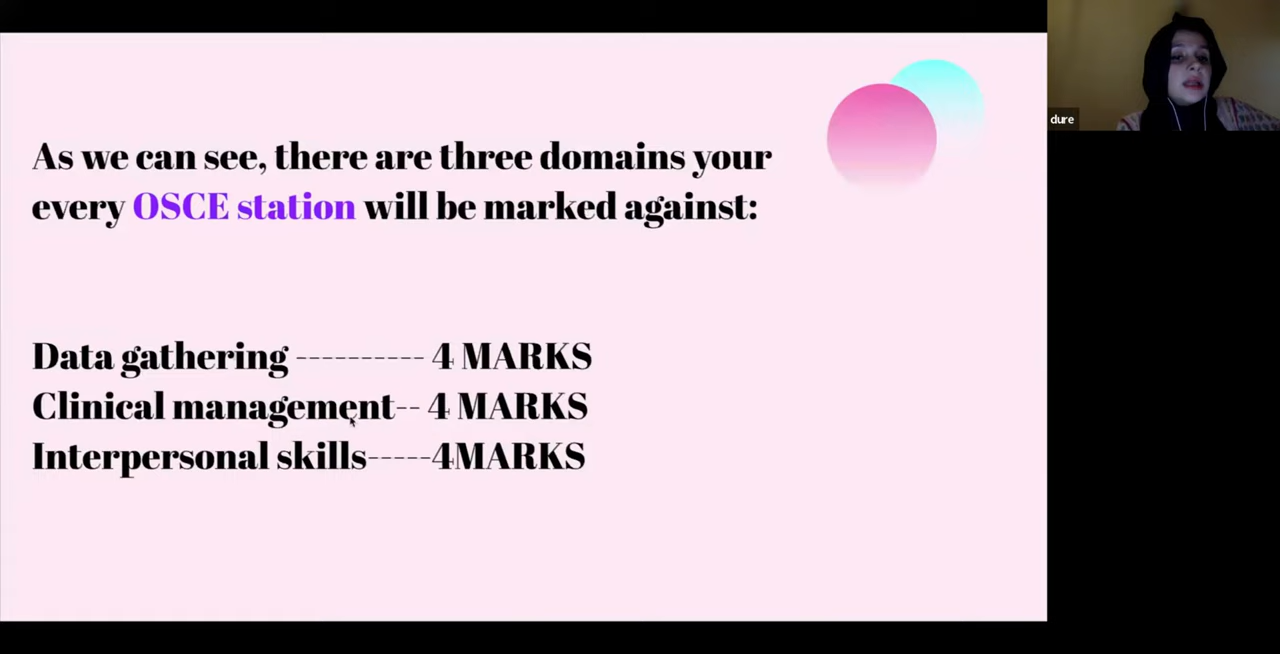 As we can see, there are three domains your
every OSCE station will be marked against:
Data gathering ---------- 4 MARKS
Clinical management-- 4 MARKS
Interpersonal skills-----4MARKS
dure